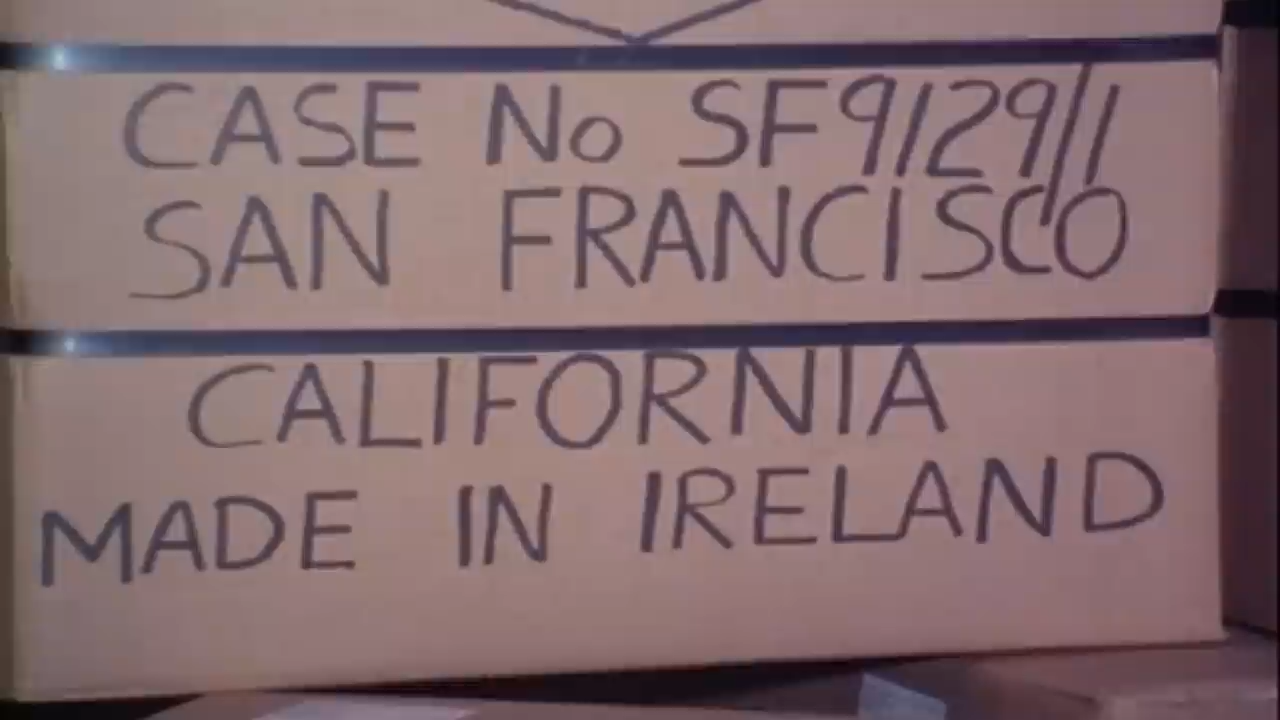 CASE No SF9129/1
SAN FRANCISCO
CALIFORNIA
MADE IN IRELAND